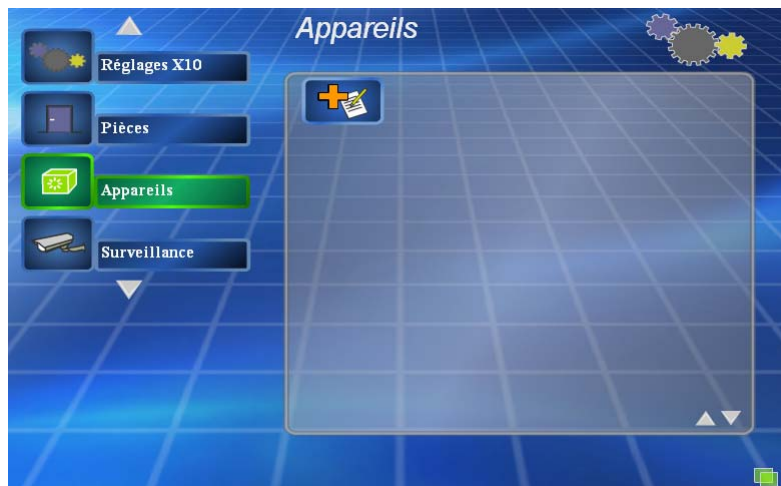 Appareils
Réglages X10
Pièces
Appareils
Surveillance